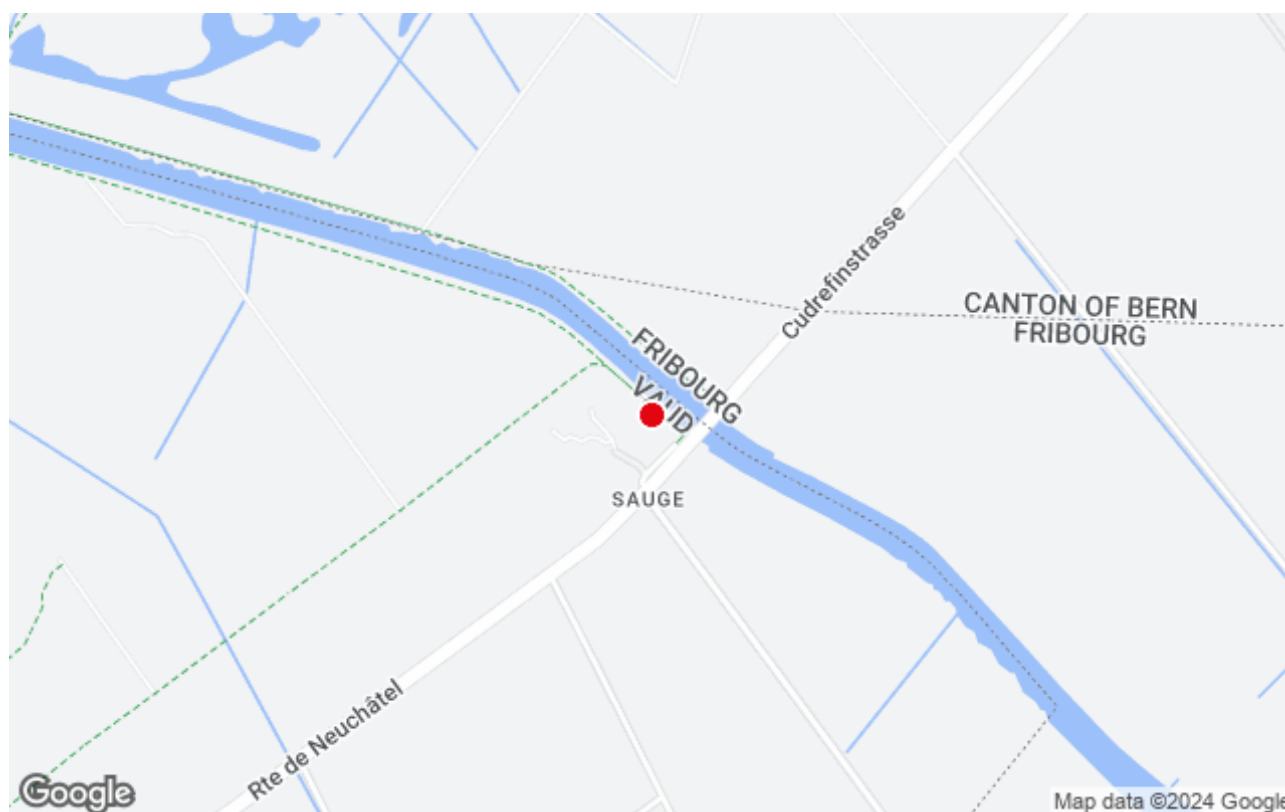 Cudrefinstrasse
CANTON OF BERN
FRIBOURG
FRIBOURG
VAUD
SAUGE
Rte de Neuchâtel
Google
Map data ©2024 Google